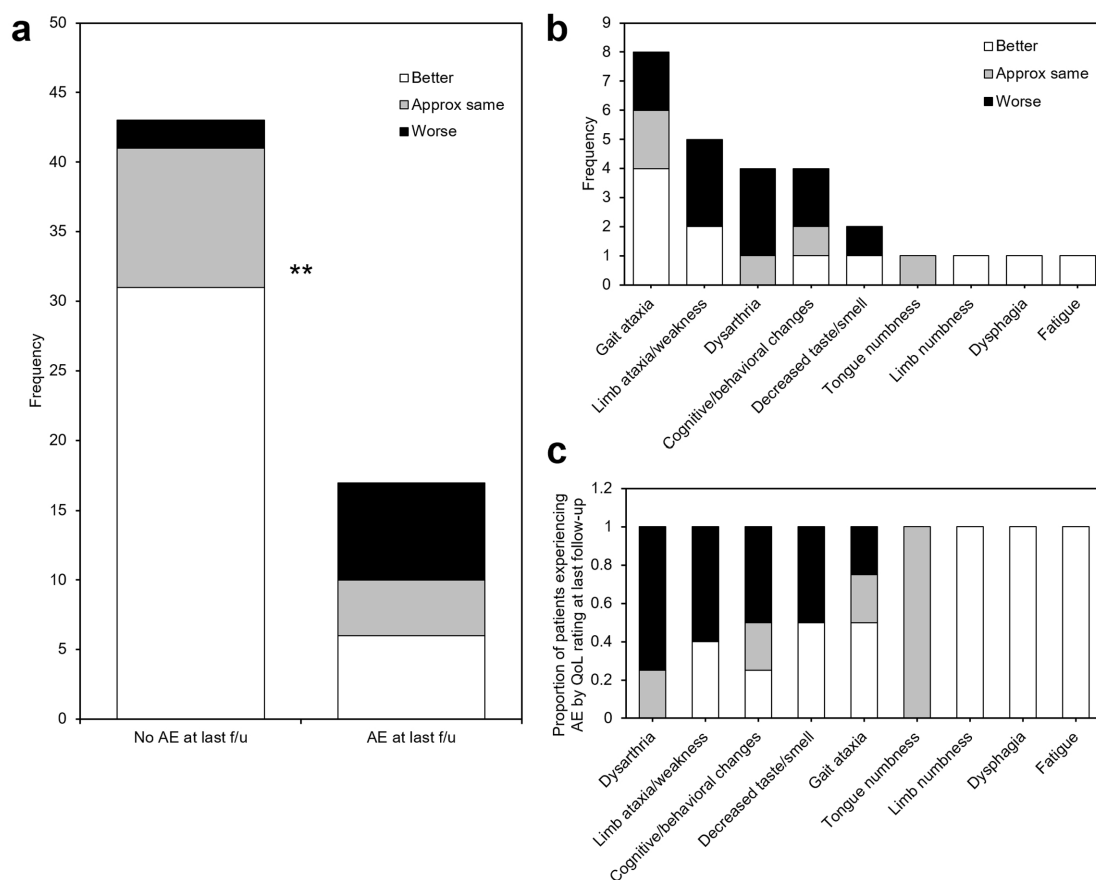 a
50
45
40
35
30
25
20
15
10
5
0
Frequency
Better
Approx same
Worse
**
No AE at last f/u
AE at last f/u
b
9
8
7
6
5
4
3
2
1
0
Frequency
Better
Approx same
Worse
Gait ataxia
Limb ataxia/weakness
Dysarthria
Cognitive/behavioral changes
Decreased taste/smell
Tongue numbness
Limb numbness
Dysphagia
Fatigue
c
Proportion of patients experiencing
AE by QoL rating at last follow-up
1.2
1
0.8
0.6
0.4
0.2
0
Dysarthria
Limb ataxia/weakness
Cognitive/behavioral changes
Decreased taste/smell
Gait ataxia
Tongue numbness
Limb numbness
Dysphagia
Fatigue